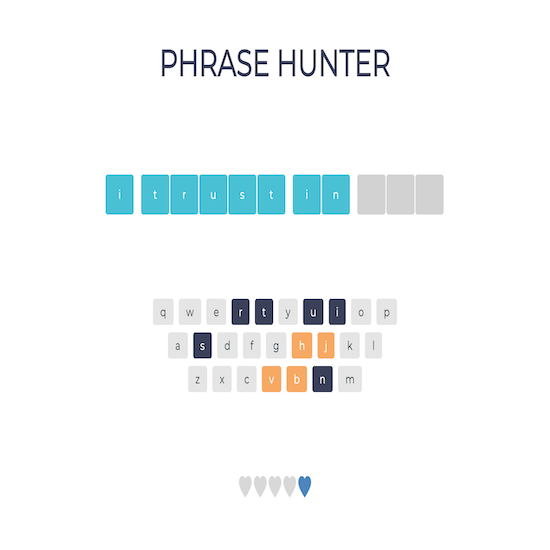 PHRASE HUNTER
i trust in
q w e r t y u i o p
a s d f g h j k l
z x c v b n m